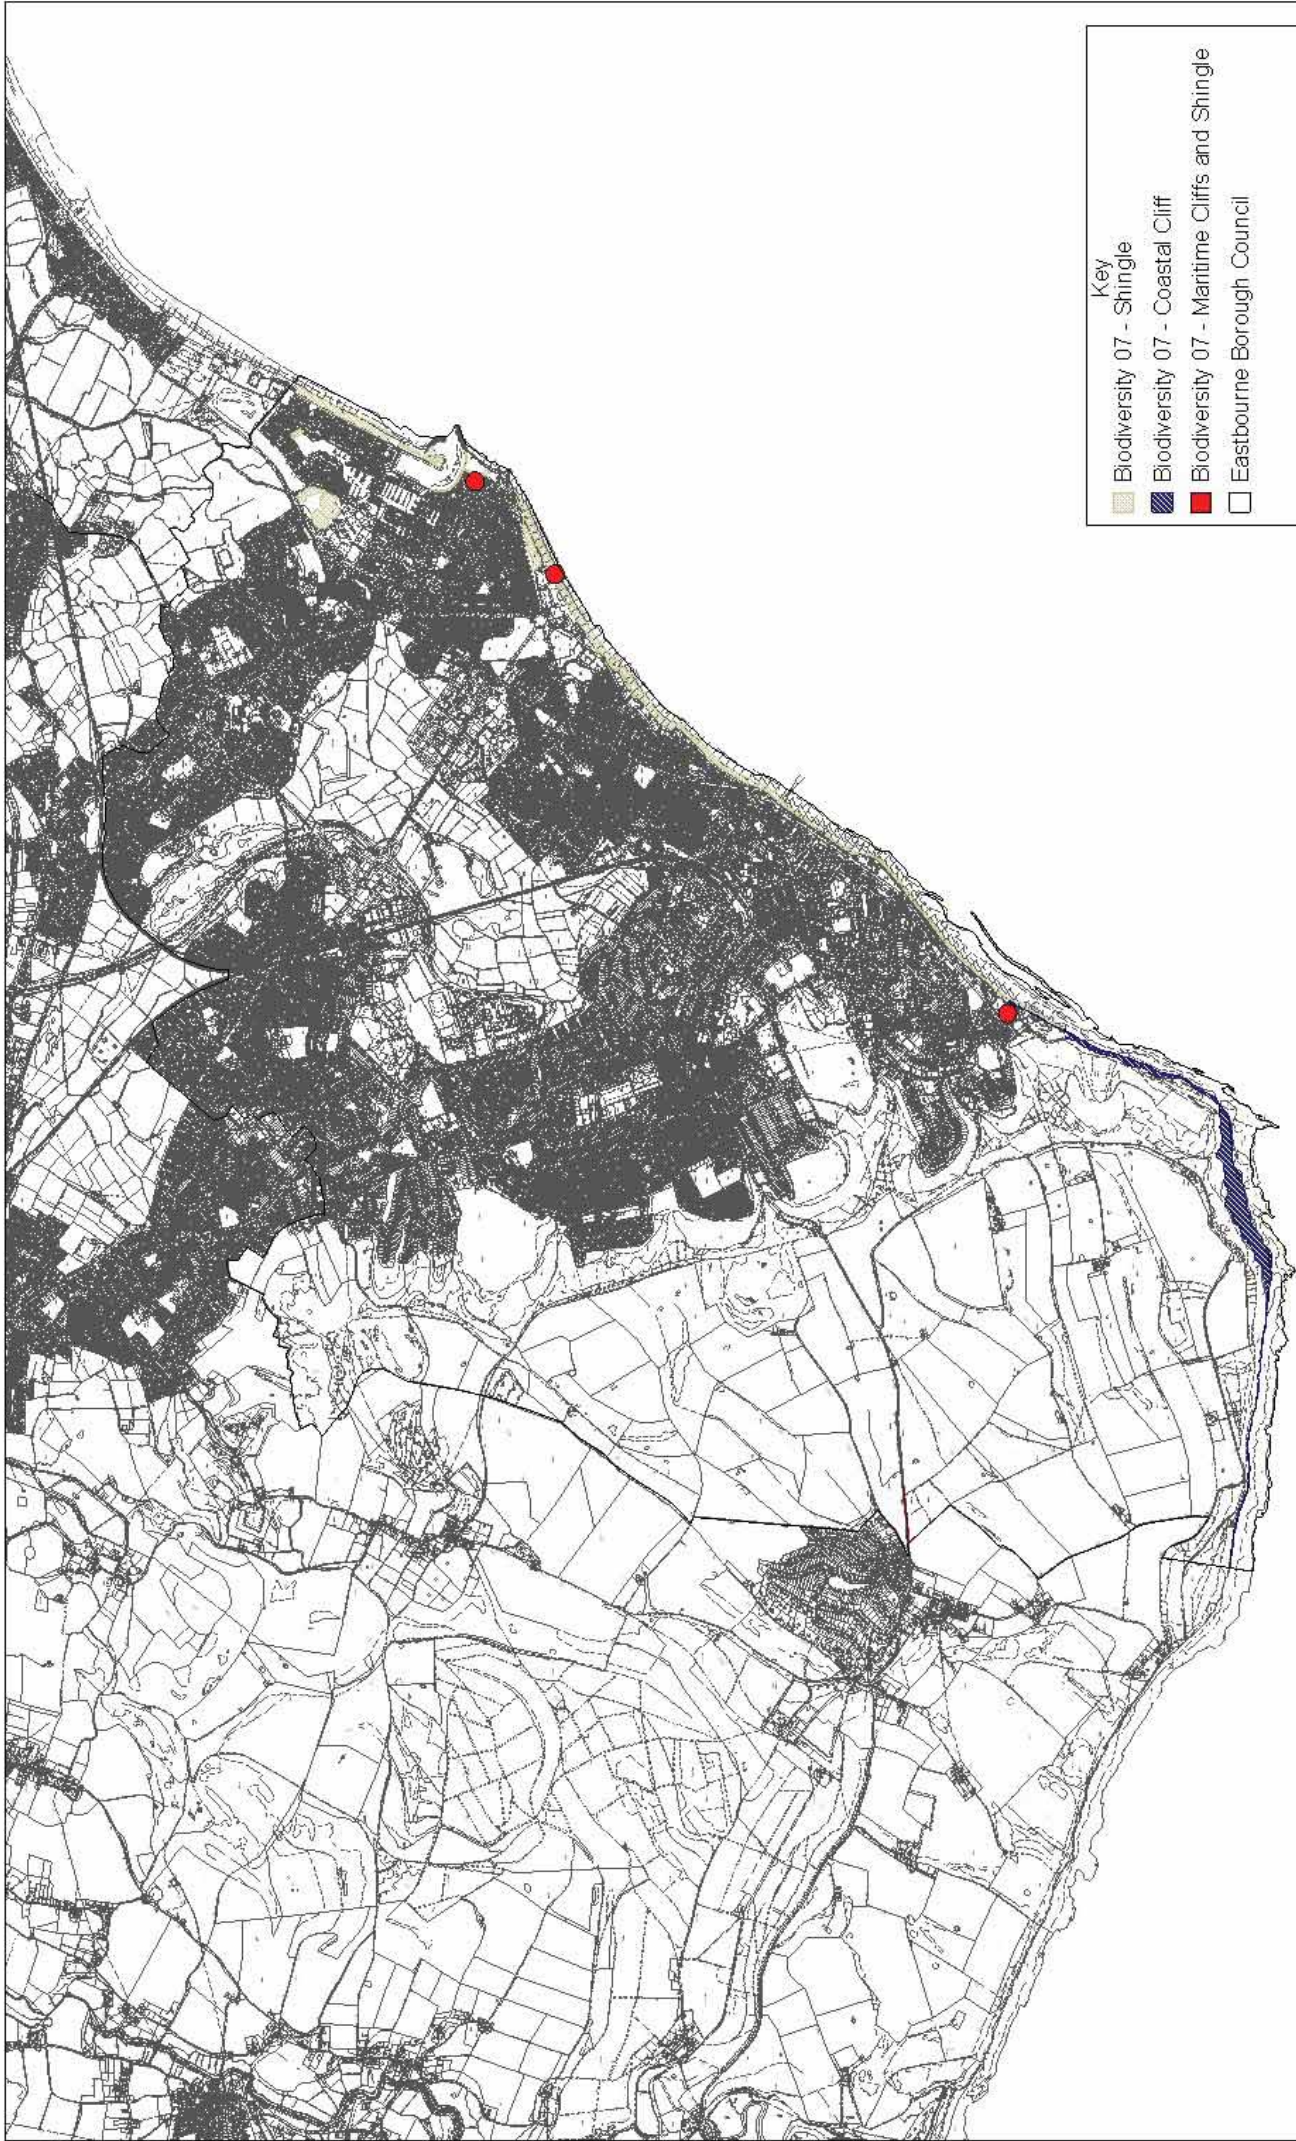 Key
Biodiversity 07 - Shingle
Biodiversity 07 - Coastal Cliff
Biodiversity 07 - Maritime Cliffs and Shingle
Eastbourne Borough Council